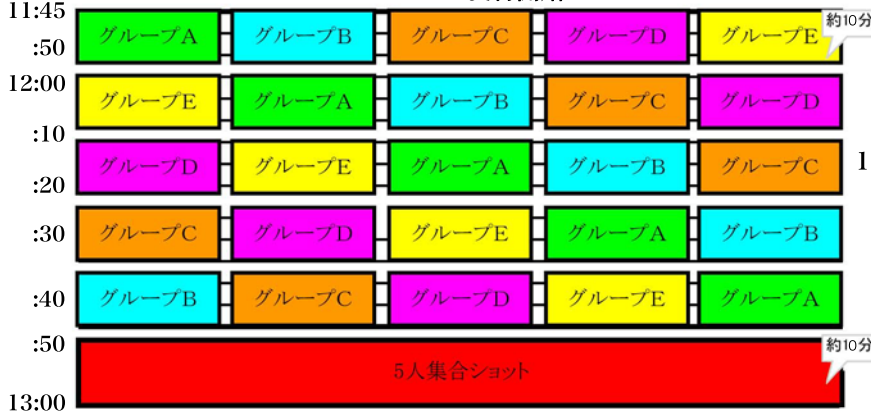 11:45
グループA グループB グループC グループD グループE 約10分
:50
12:00
グループE グループA グループB グループC グループD
:10
グループD グループE グループA グループB グループC 1
:20
:30 グループC グループD グループE グループA グループB
:40 グループB グループC グループD グループE グループA
:50 約10分
5人集合ショット
13:00